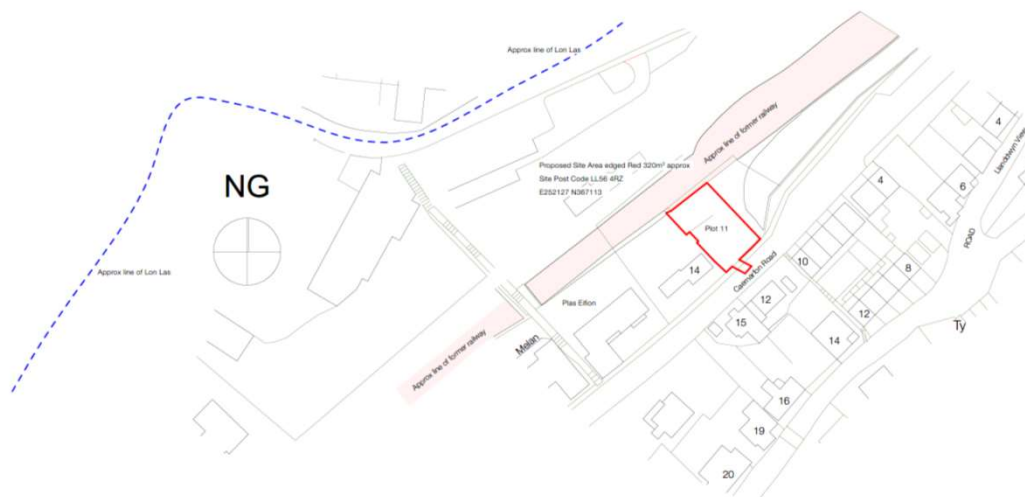 Approx line of Lon Las
4
Llanddwyn View
Approx line of former railway
Proposed Site Area edged Red 320m² approx
Site Post Code LL56 4RZ
E252127 N367113
NG
4
6
Plot 11
ROAD
Approx line of Lon Las
14
Caernarfon Road
10
8
Plas Eifion
12
15
12
Ty
Melan
14
Approx line of former railway
16
19
20